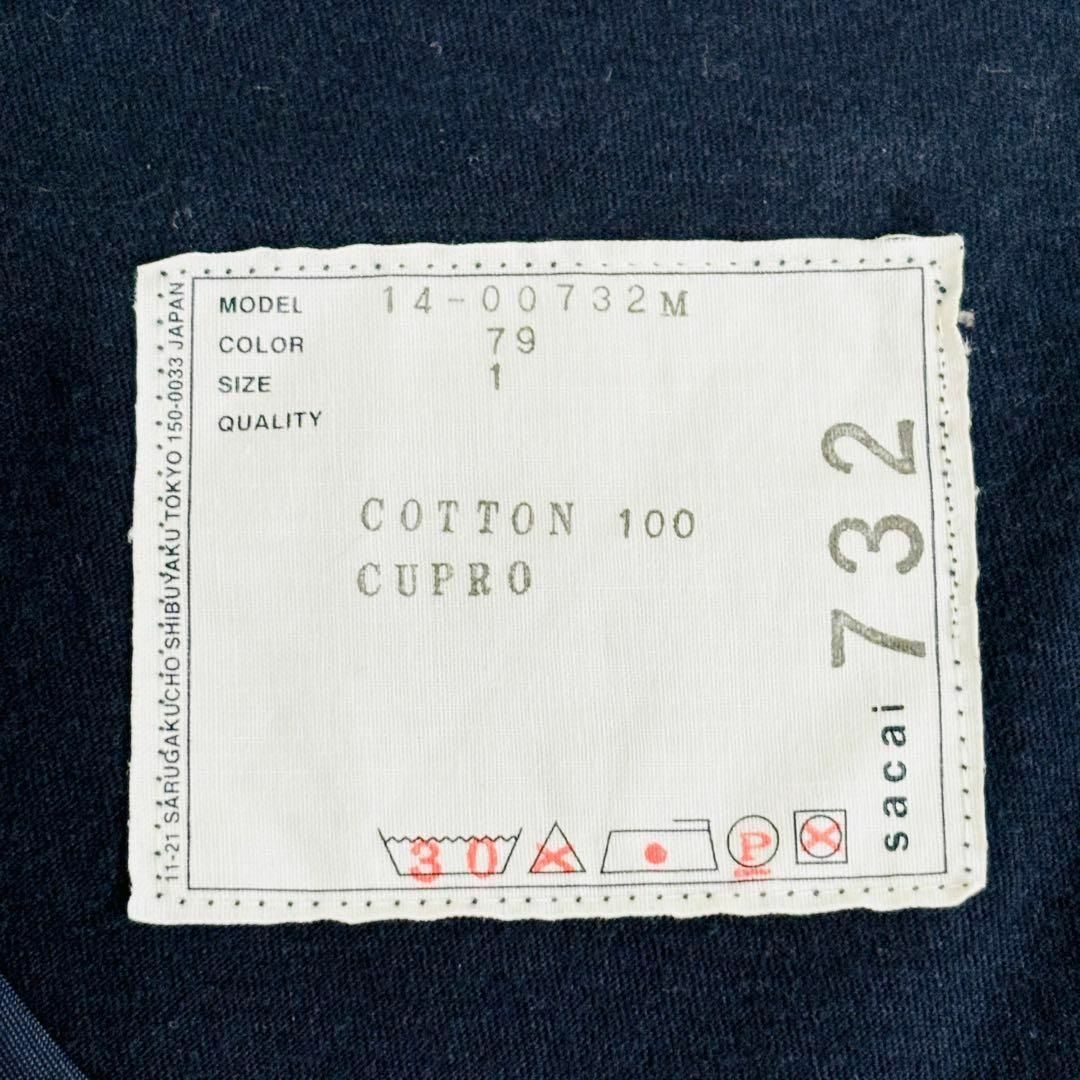 MODEL 14-00732M
COLOR 79
SIZE 1
QUALITY
COTTON 100
CUPRO
30
P
sacai 732
11-21 SARUGAKUCHO SHIBUYAKU TOKYO 150-0033 JAPAN